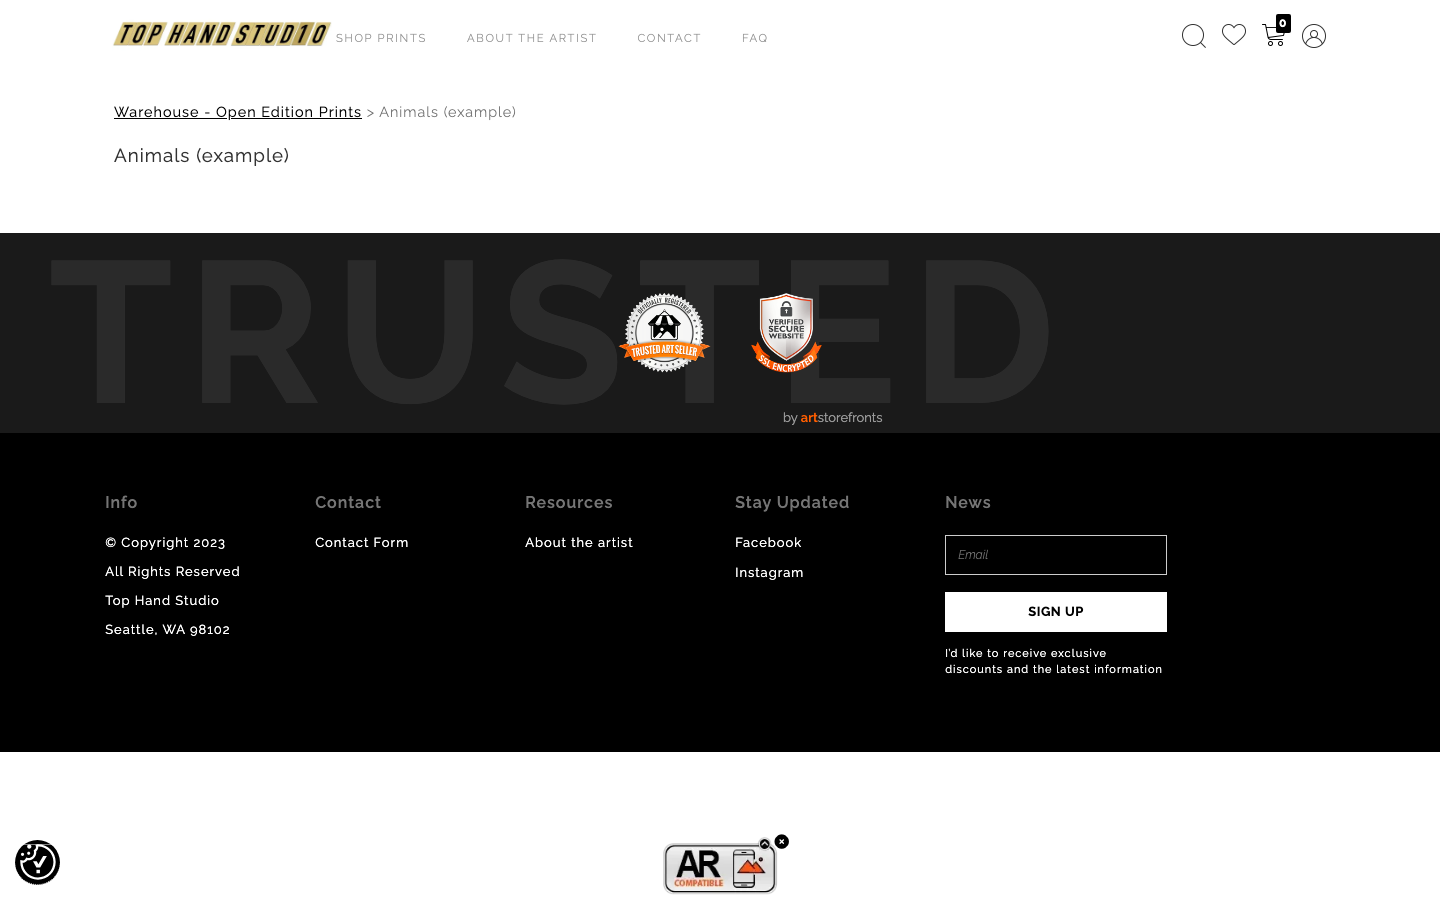 TOP HAND STUD10
SHOP PRINTS
ABOUT THE ARTIST
CONTACT
FAQ
0
Warehouse - Open Edition Prints > Animals (example)
Animals (example)
TRUSTED
OFFICIALLY REGISTERED
TRUSTED ART SELLER
VERIFIED
SECURE
WEBSITE
SSL ENCRYPTED
by artstorefronts
Info
© Copyright 2023
All Rights Reserved
Top Hand Studio
Seattle, WA 98102
Contact
Contact Form
Resources
About the artist
Stay Updated
Facebook
Instagram
News
Email
SIGN UP
I'd like to receive exclusive
discounts and the latest information
AR
COMPATIBLE